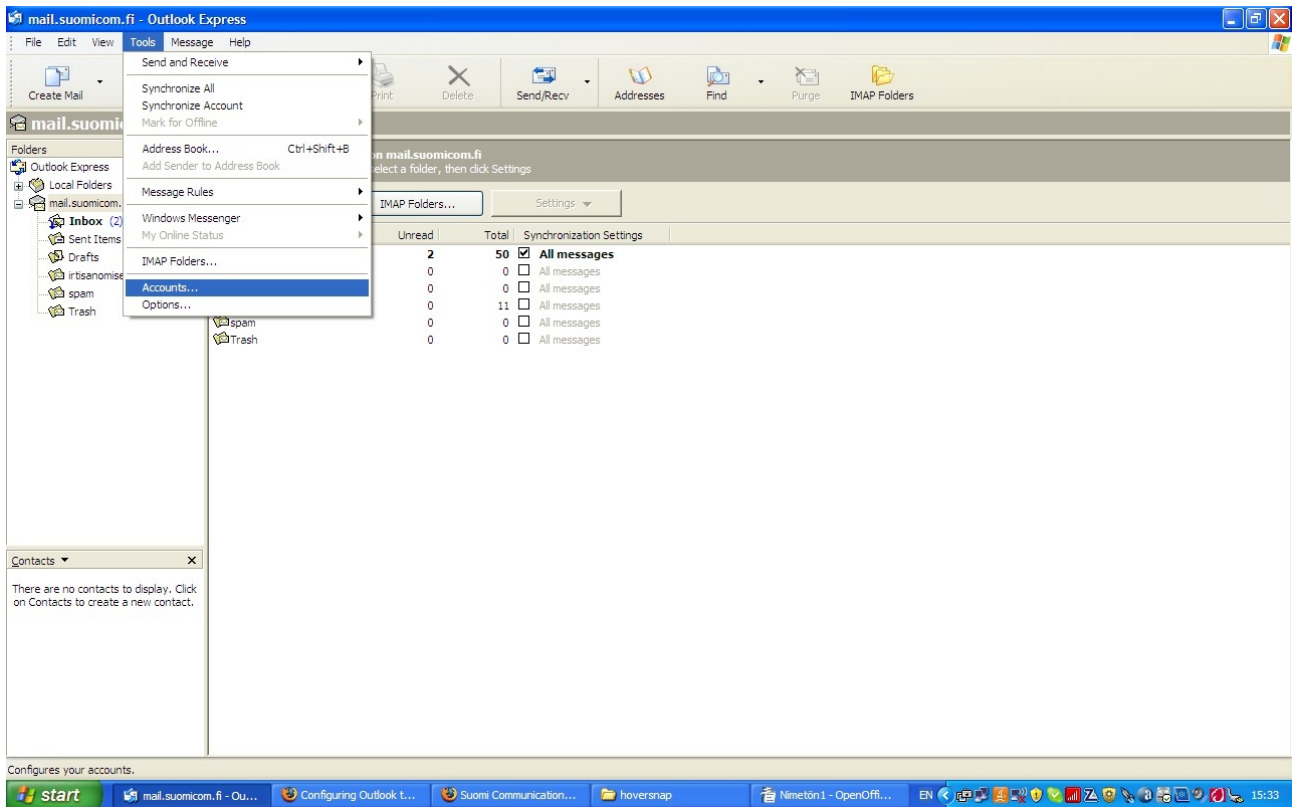 mail.suomicom.fi - Outlook Express
File Edit View Tools Message Help
Create Mail Print Delete Send/Recv Addresses Find Purge IMAP Folders
Send and Receive
Synchronize All
Synchronize Account
Mark for Offline
Address Book... Ctrl+Shift+B
Add Sender to Address Book
Message Rules
Windows Messenger
My Online Status
IMAP Folders...
Accounts...
Options...
mail.suomi
on mail.suomicom.fi
select a folder, then click Settings
IMAP Folders... Settings
Folders
Outlook Express
Local Folders
mail.suomicom.
Inbox (2)
Sent Items
Drafts
irtisanomise
spam
Trash
Unread Total Synchronization Settings
2 50 All messages
0 0 All messages
0 0 All messages
0 11 All messages
spam 0 0 All messages
Trash 0 0 All messages
Contacts
There are no contacts to display. Click
on Contacts to create a new contact.
Configures your accounts.
start mail.suomicom.fi - Ou... Configuring Outlook t... Suomi Communication... hoversnap Nimetön1 - OpenOffi... EN 15:33